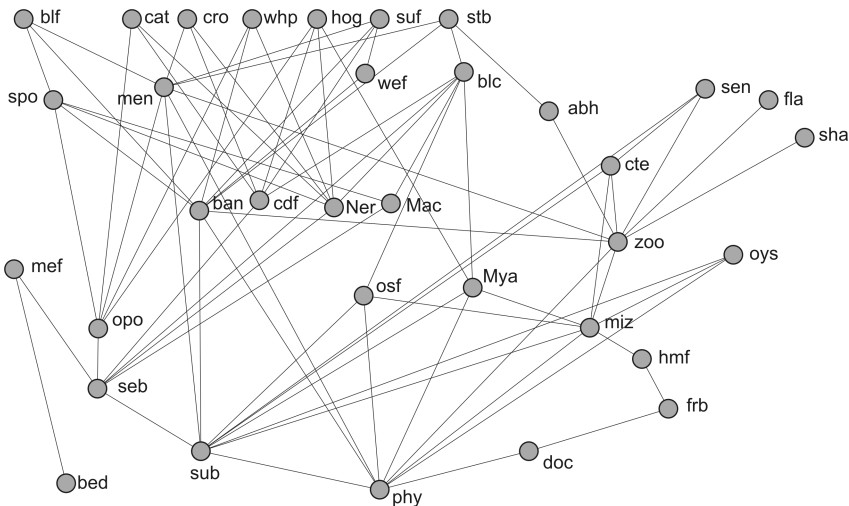 blf cat cro whp hog suf stb
spo men wef blc abh sen fla
sha
cte
ban cdf Ner Mac
zoo
mef osf Mya oys
opo miz
seb hmf
frb
sub doc
bed phy